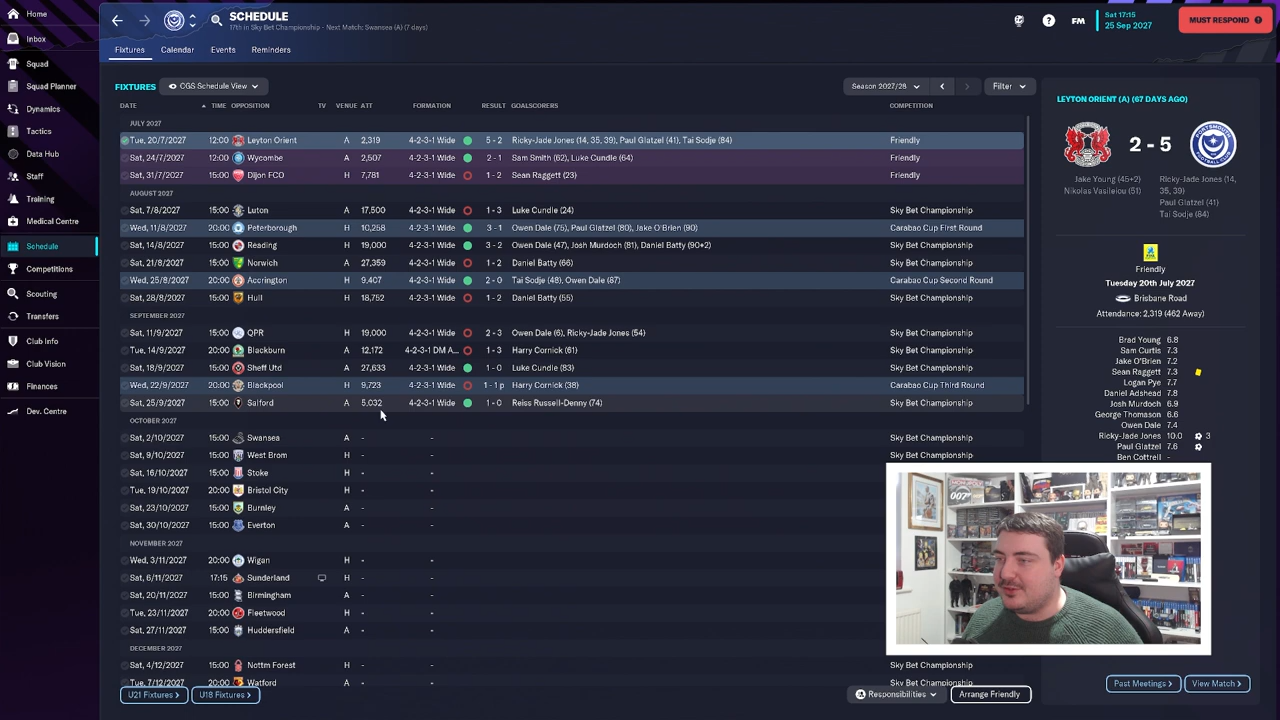 Home
Inbox
Squad
Squad Planner
Dynamics
Tactics
Data Hub
Staff
Training
Medical Centre
Schedule
Competitions
Scouting
Transfers
Club Info
Club Vision
Finances
Dev. Centre
SCHEDULE
17th in Sky Bet Championship - Next Match: Swansea (A) (7 days)
FM
Sat 17:15
25 Sep 2027
MUST RESPOND
Fixtures Calendar Events Reminders
FIXTURES CGS Schedule View Season 2027/28 Filter
DATE TIME OPPOSITION TV VENUE ATT FORMATION RESULT GOALSCORERS COMPETITION
JULY 2027
Tue, 20/7/2027 12:00 Leyton Orient A 2,319 4-2-3-1 Wide 5 - 2 Ricky-Jade Jones (14, 35, 39), Paul Glatzel (41), Tai Sodje (84) Friendly
Sat, 24/7/2027 12:00 Wycombe A 2,507 4-2-3-1 Wide 2 - 1 Sam Smith (62), Luke Cundle (64) Friendly
Sat, 31/7/2027 15:00 Dijon FCO H 7,781 4-2-3-1 Wide 1 - 2 Sean Raggett (23) Friendly
AUGUST 2027
Sat, 7/8/2027 15:00 Luton A 17,500 4-2-3-1 Wide 1 - 3 Luke Cundle (24) Sky Bet Championship
Wed, 11/8/2027 20:00 Peterborough H 10,258 4-2-3-1 Wide 3 - 1 Owen Dale (75), Paul Glatzel (80), Jake O'Brien (90) Carabao Cup First Round
Sat, 14/8/2027 15:00 Reading H 19,000 4-2-3-1 Wide 3 - 2 Owen Dale (47), Josh Murdoch (81), Daniel Batty (90+2) Sky Bet Championship
Sat, 21/8/2027 15:00 Norwich A 27,359 4-2-3-1 Wide 1 - 2 Daniel Batty (66) Sky Bet Championship
Wed, 25/8/2027 20:00 Accrington H 9,407 4-2-3-1 Wide 2 - 0 Tai Sodje (48), Owen Dale (87) Carabao Cup Second Round
Sat, 28/8/2027 15:00 Hull H 18,752 4-2-3-1 Wide 1 - 2 Daniel Batty (55) Sky Bet Championship
SEPTEMBER 2027
Sat, 11/9/2027 15:00 QPR H 19,000 4-2-3-1 Wide 2 - 3 Owen Dale (6), Ricky-Jade Jones (54) Sky Bet Championship
Tue, 14/9/2027 20:00 Blackburn A 12,172 4-2-3-1 DM A... 1 - 3 Harry Cornick (61) Sky Bet Championship
Sat, 18/9/2027 15:00 Sheff Utd A 27,633 4-2-3-1 Wide 1 - 0 Luke Cundle (83) Sky Bet Championship
Wed, 22/9/2027 20:00 Blackpool H 9,723 4-2-3-1 Wide 1 - 1 p Harry Cornick (38) Carabao Cup Third Round
Sat, 25/9/2027 15:00 Salford A 5,032 4-2-3-1 Wide 1 - 0 Reiss Russell-Denny (74) Sky Bet Championship
OCTOBER 2027
Sat, 2/10/2027 15:00 Swansea A - - Sky Bet Championship
Sat, 9/10/2027 15:00 West Brom H - - Sky Bet Championship
Sat, 16/10/2027 15:00 Stoke H - -
Tue, 19/10/2027 20:00 Bristol City H - -
Sat, 23/10/2027 15:00 Burnley A - -
Sat, 30/10/2027 15:00 Everton A - -
NOVEMBER 2027
Wed, 3/11/2027 20:00 Wigan H - -
Sat, 6/11/2027 17:15 Sunderland H - -
Sat, 20/11/2027 15:00 Birmingham A - -
Tue, 23/11/2027 20:00 Fleetwood H - -
Sat, 27/11/2027 15:00 Huddersfield A - -
DECEMBER 2027
Sat, 4/12/2027 15:00 Nottm Forest H - - Sky Bet Championship
Tue, 7/12/2027 20:00 Watford A - - Sky Bet Championship
U21 Fixtures > U18 Fixtures > Responsibilities Arrange Friendly
LEYTON ORIENT (A) (67 DAYS AGO)
2 - 5
Jake Young (45+2)
Nikolas Vasileiou (51)
Ricky-Jade Jones (14,
35, 39)
Paul Glatzel (41)
Tai Sodje (84)
Friendly
Tuesday 20th July 2027
Brisbane Road
Attendance: 2,319 (462 Away)
Brad Young 6.8
Sam Curtis 7.3
Jake O'Brien 7.2
Sean Raggett 7.3
Logan Pye 7.7
Daniel Adshead 7.8
Josh Murdoch 6.9
George Thomason 6.6
Owen Dale 7.4
Ricky-Jade Jones 10.0 3
Paul Glatzel 7.6
Ben Cottrell -
007
Past Meetings > View Match >